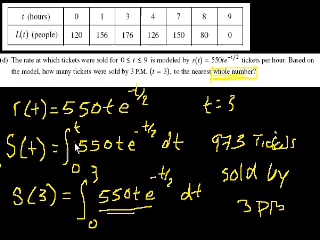 t (hours) 0 1 3 4 7 8 9
L(t) (people) 120 156 176 126 150 80 0
(d) The rate at which tickets were sold for 0 ≤ t ≤ 9 is modeled by r(t) = 550te^(-t/2) tickets per hour. Based on
the model, how many tickets were sold by 3 P.M. (t = 3), to the nearest whole number?
r(t) = 550te^(-t/2) t = 3
S(t) = ∫₀ᵗ 550te^(-t/2) dt 973 Tickets
sold by
S(3) = ∫₀³ 550te^(-t/2) dt
3 pm